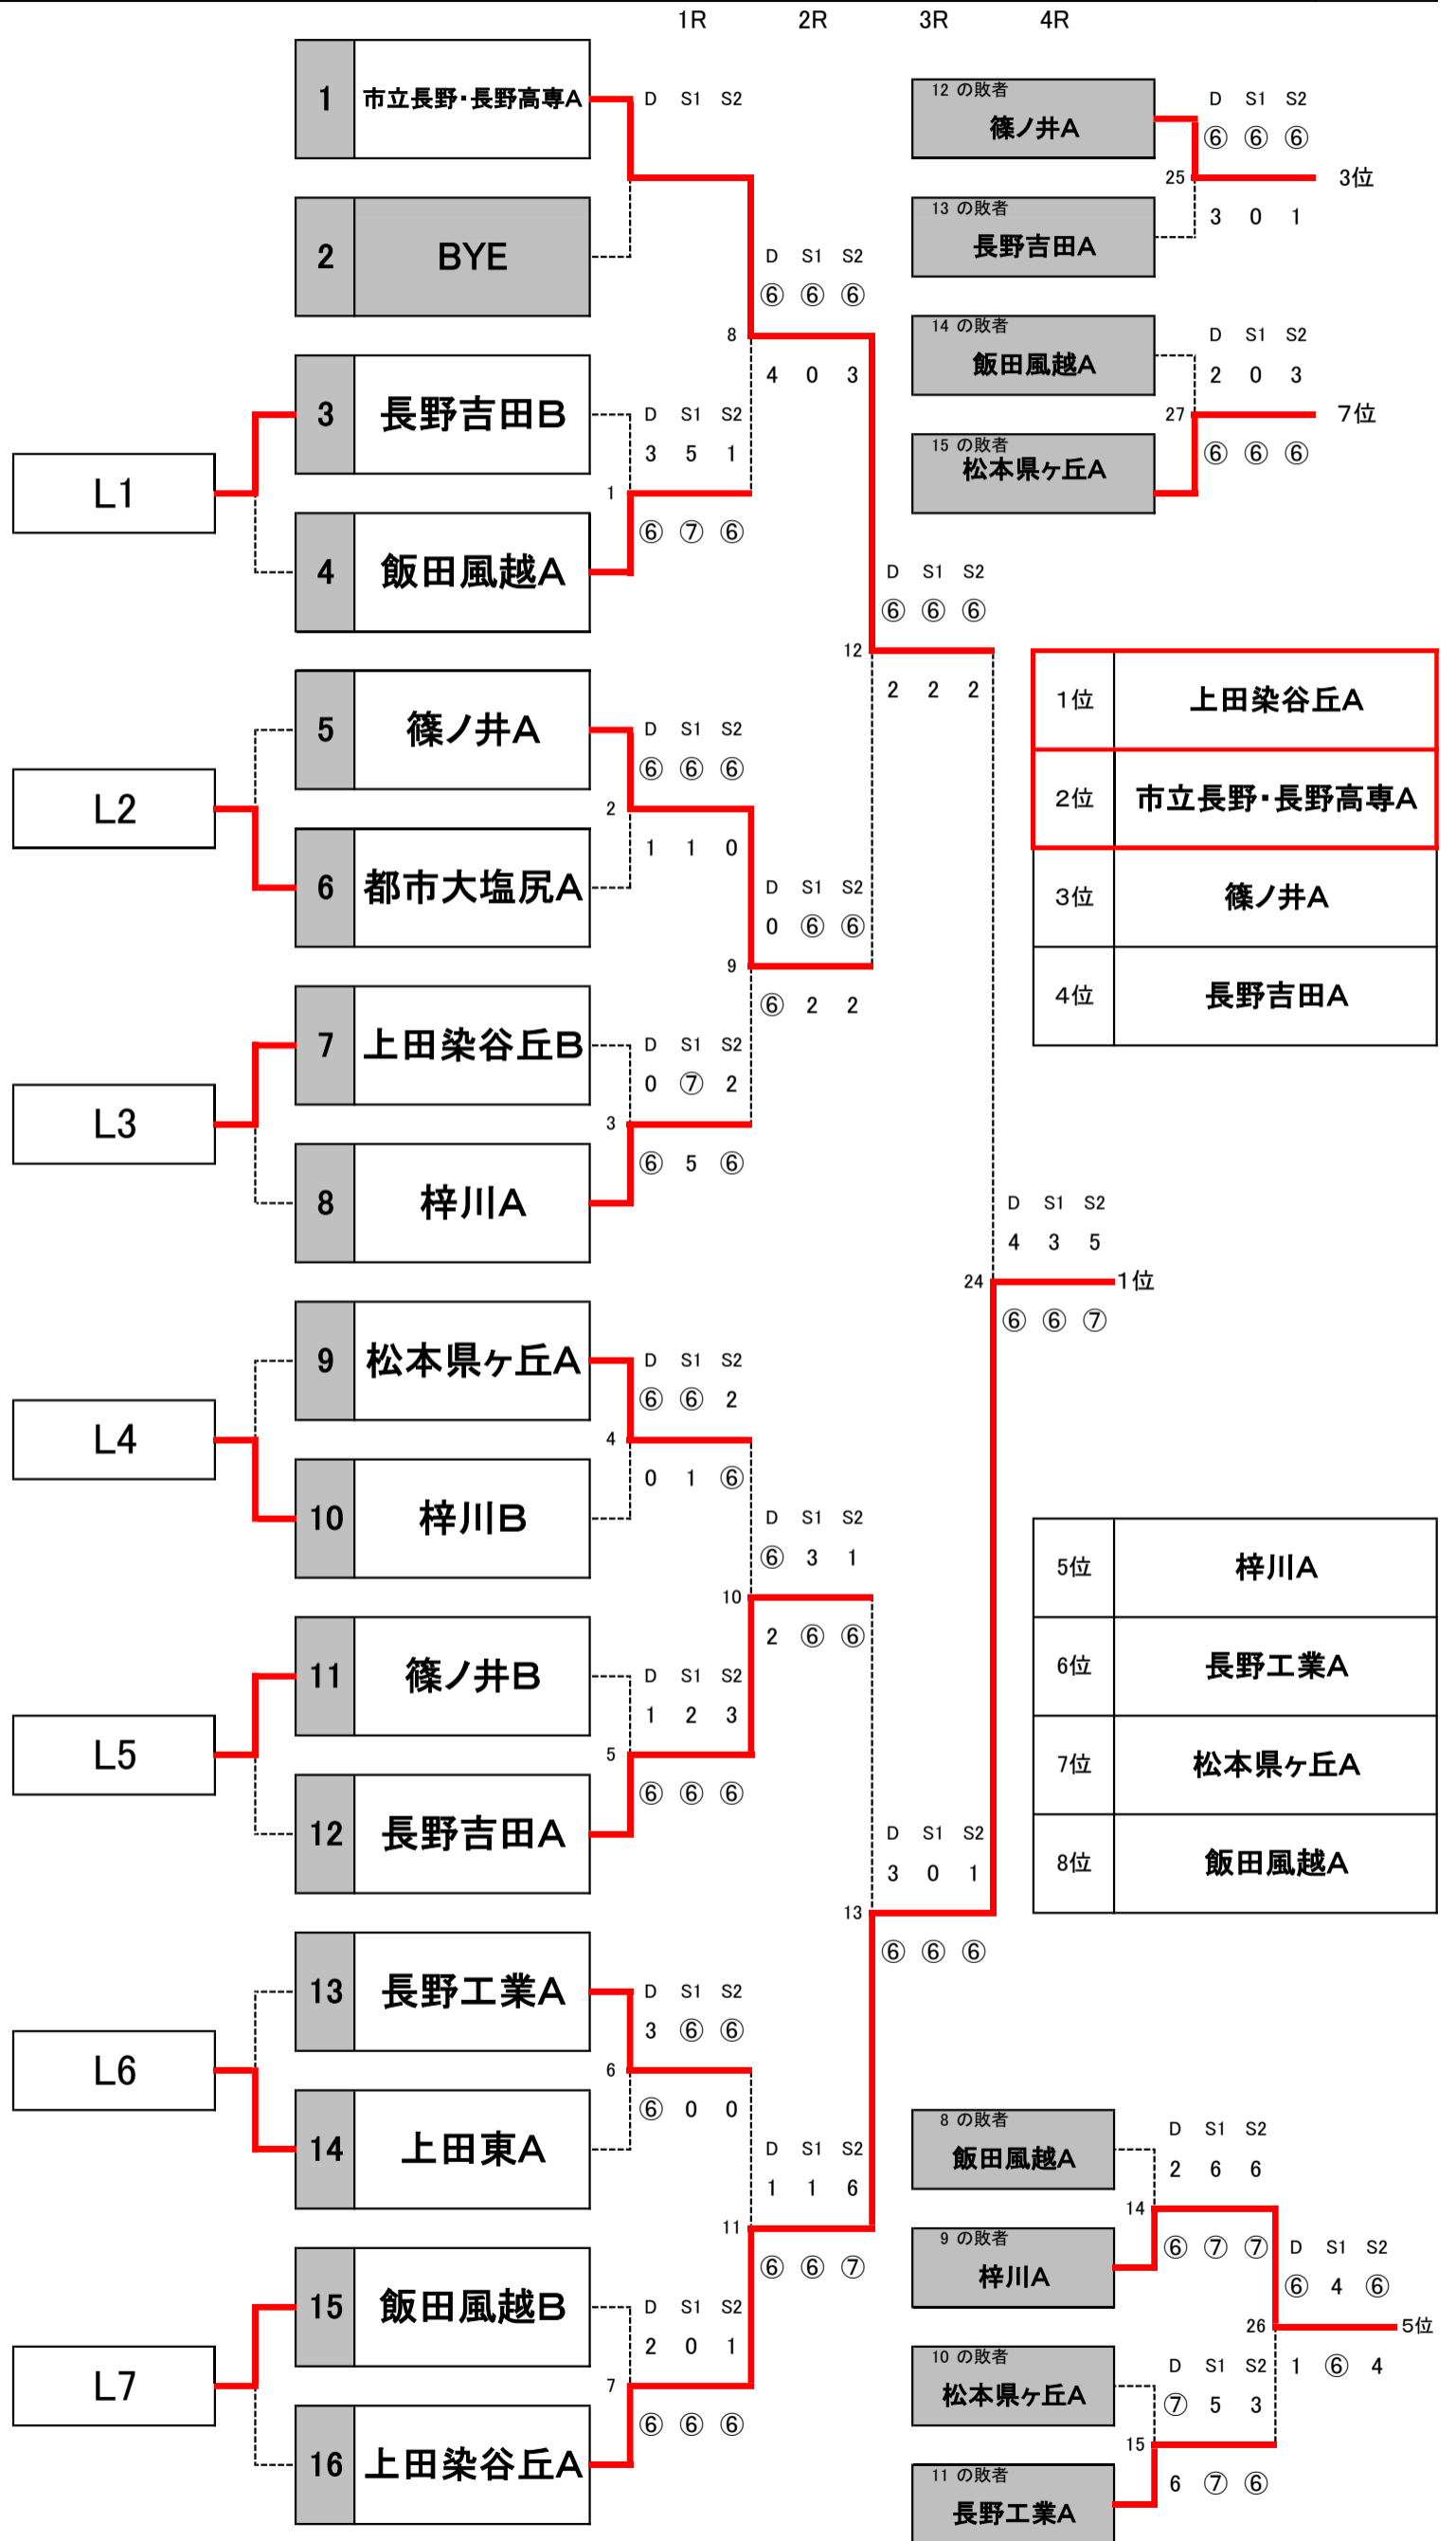 1R 2R 3R 4R
1 市立長野・長野高専A
D S1 S2
2 BYE
D S1 S2
⑥ ⑥ ⑥
8
4 0 3
3 長野吉田B
D S1 S2
3 5 1
L1
1
⑥ ⑦ ⑥
4 飯田風越A
D S1 S2
⑥ ⑥ ⑥
12
2 2 2
5 篠ノ井A
D S1 S2
⑥ ⑥ ⑥
L2
2
1 1 0
6 都市大塩尻A
D S1 S2
0 ⑥ ⑥
9
⑥ 2 2
7 上田染谷丘B
D S1 S2
0 ⑦ 2
L3
3
⑥ 5 ⑥
8 梓川A
D S1 S2
4 3 5
24
1位
⑥ ⑥ ⑦
9 松本県ヶ丘A
D S1 S2
⑥ ⑥ 2
L4
4
0 1 ⑥
10 梓川B
D S1 S2
⑥ 3 1
10
2 ⑥ ⑥
11 篠ノ井B
D S1 S2
1 2 3
L5
5
⑥ ⑥ ⑥
12 長野吉田A
D S1 S2
3 0 1
13
⑥ ⑥ ⑥
13 長野工業A
D S1 S2
3 ⑥ ⑥
L6
6
⑥ 0 0
14 上田東A
D S1 S2
1 1 6
11
⑥ ⑥ ⑦
15 飯田風越B
D S1 S2
2 0 1
L7
7
⑥ ⑥ ⑥
16 上田染谷丘A
12 の敗者
篠ノ井A
D S1 S2
⑥ ⑥ ⑥
25
3位
13 の敗者
長野吉田A
3 0 1
14 の敗者
飯田風越A
D S1 S2
2 0 3
27
7位
15 の敗者
松本県ヶ丘A
⑥ ⑥ ⑥
1位 上田染谷丘A
2位 市立長野・長野高専A
3位 篠ノ井A
4位 長野吉田A
5位 梓川A
6位 長野工業A
7位 松本県ヶ丘A
8位 飯田風越A
8 の敗者
飯田風越A
D S1 S2
2 6 6
14
9 の敗者
梓川A
⑥ ⑦ ⑦
D S1 S2
⑥ 4 ⑥
26
5位
1 ⑥ 4
10 の敗者
松本県ヶ丘A
D S1 S2
⑦ 5 3
15
11 の敗者
長野工業A
6 ⑦ ⑥